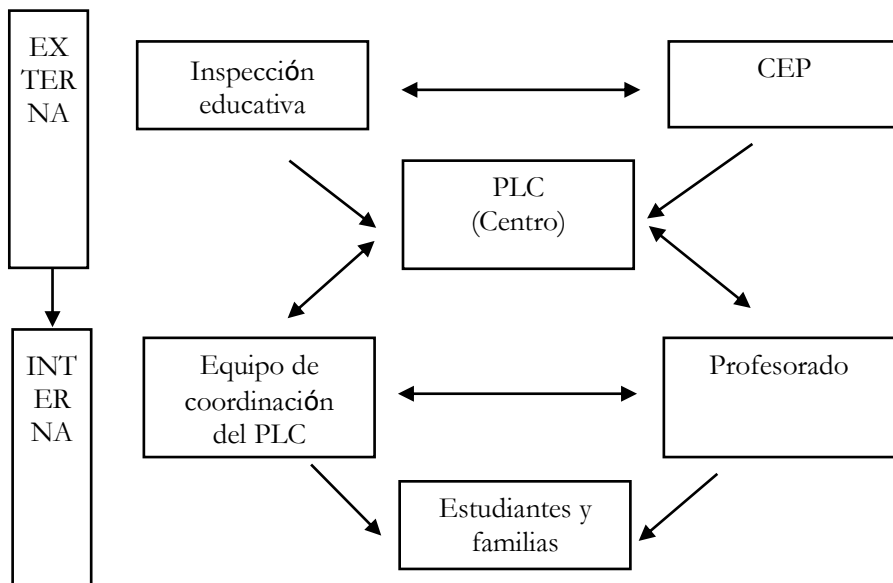 EX
TER
NA
Inspección
educativa
CEP
PLC
(Centro)
INT
ER
NA
Equipo de
coordinación
del PLC
Profesorado
Estudiantes y
familias